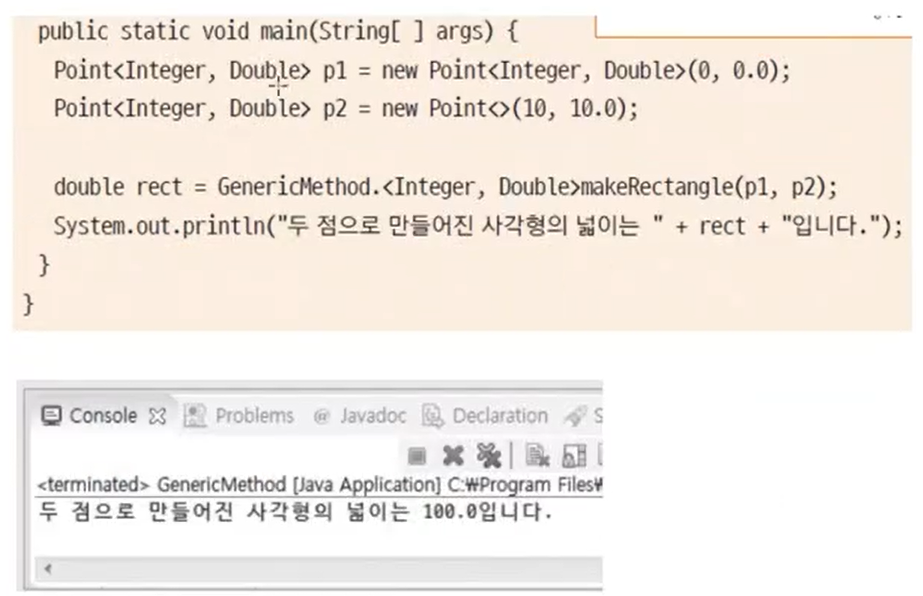 public static void main(String[ ] args) {
Point<Integer, Double> p1 = new Point<Integer, Double>(0, 0.0);
Point<Integer, Double> p2 = new Point<>(10, 10.0);
double rect = GenericMethod.<Integer, Double>makeRectangle(p1, p2);
System.out.println("두 점으로 만들어진 사각형의 넓이는 " + rect + "입니다.");
}
}
Console Problems @ Javadoc Declaration S
<terminated> GenericMethod [Java Application] C:₩Program Files₩
두 점으로 만들어진 사각형의 넓이는 100.0입니다.